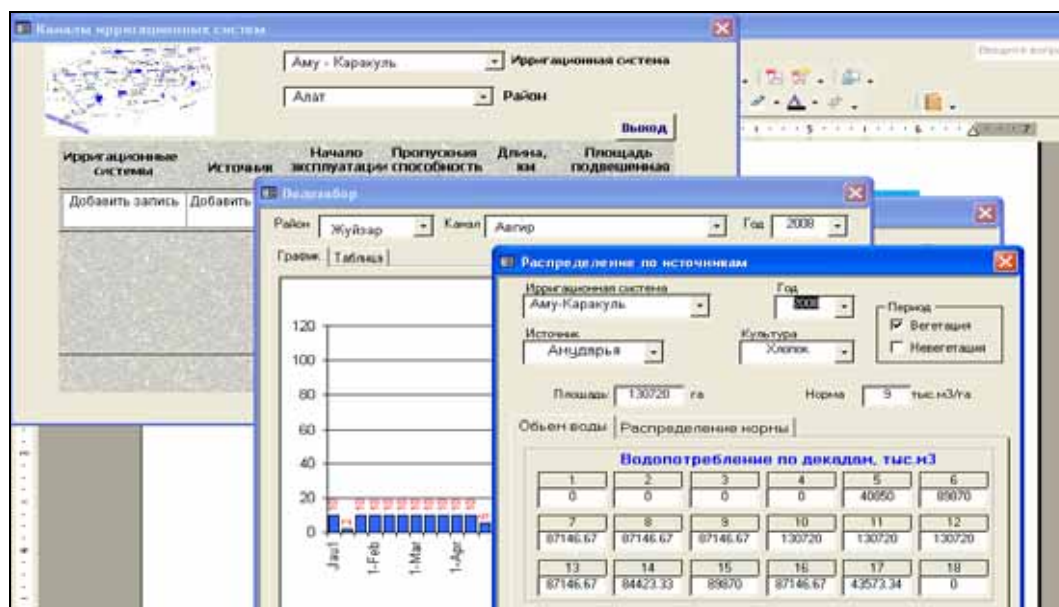 Каналы ирригационных систем
Аму - Каракуль
Ирригационная система
Алат
Район
Выход
Ирригационные системы
Источник
Начало эксплуатации
Пропускная способность
Длина, км
Площадь подвешенная
Добавить запись
Добавить
Водозабор
Район
Жуйзар
Канал
Год
2008
График
Таблица
120
100
80
60
40
20
0
1-Feb
1-Mar
1-Apr
Распределение по источникам
Ирригационная система
Аму-Каракуль
Год
2008
Период
Вегетация
Невегетация
Источник
Амударья
Культура
Хлопок
Площадь 130720 га
Норма 9 тыс.м3/га
Объем воды
Распределение нормы
Водопотребление по декадам, тыс.м3
1 2 3 4 5 6
0 0 0 0 40850 89870
7 8 9 10 11 12
87146.67 87146.67 87146.67 130720 130720 130720
13 14 15 16 17 18
87146.67 84423.33 89870 87146.67 43573.34 0